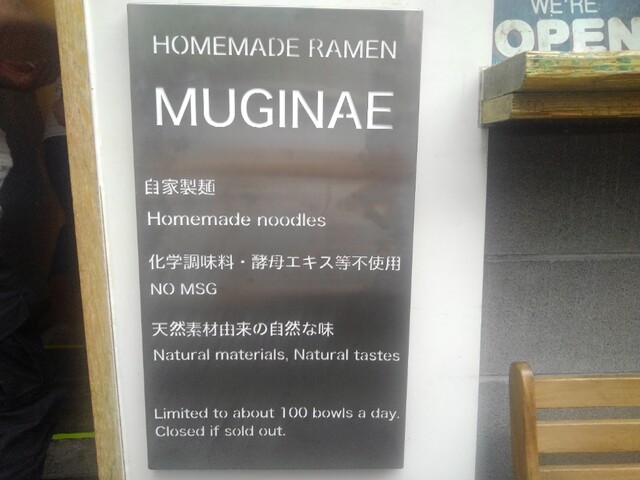 WE'RE
OPEN
HOMEMADE RAMEN
MUGINAE
自家製麺
Homemade noodles
化学調味料・酵母エキス等不使用
NO MSG
天然素材由来の自然な味
Natural materials, Natural tastes
Limited to about 100 bowls a day.
Closed if sold out.